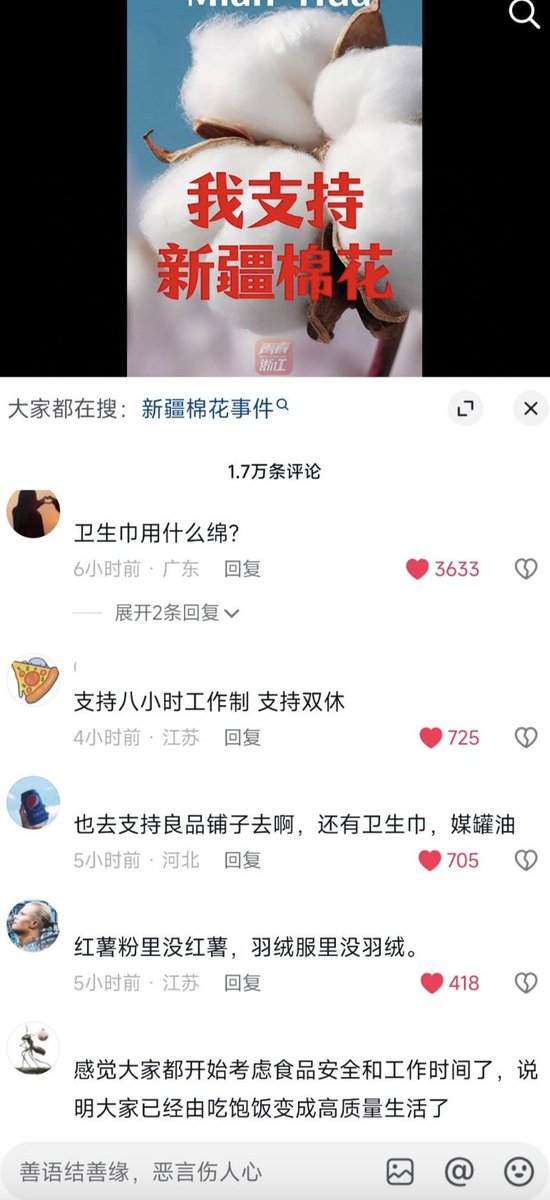 Mian Hua
我支持
新疆棉花
青春
浙江
大家都在搜：新疆棉花事件
1.7万条评论
卫生巾用什么绵？
6小时前 · 广东 回复
3633
展开2条回复
支持八小时工作制 支持双休
4小时前 · 江苏 回复
725
也去支持良品铺子去啊，还有卫生巾，媒罐油
5小时前 · 河北 回复
705
红薯粉里没红薯，羽绒服里没羽绒。
5小时前 · 江苏 回复
418
感觉大家都开始考虑食品安全和工作时间了，说
明大家已经由吃饱饭变成高质量生活了
善语结善缘，恶言伤人心